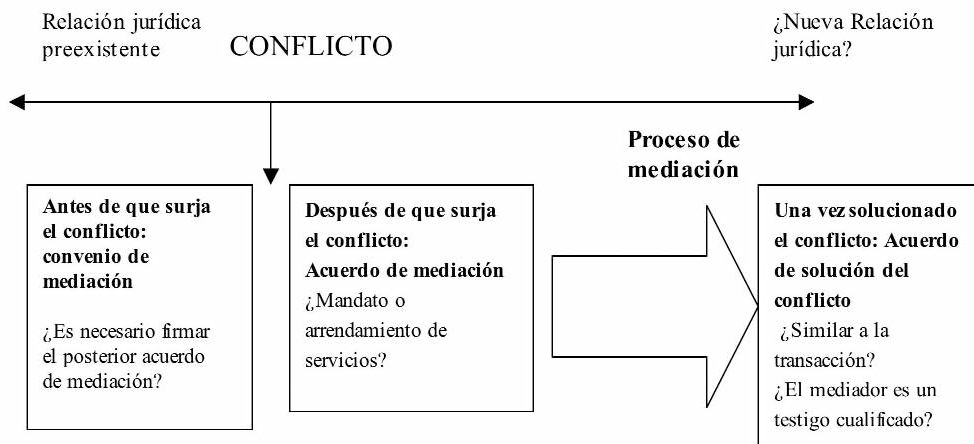 Relación jurídica
preexistente
CONFLICTO
¿Nueva Relación
jurídica?
Proceso de
mediación
Antes de que surja
el conflicto:
convenio de
mediación
¿Es necesario firmar
el posterior acuerdo
de mediación?
Después de que surja
el conflicto:
Acuerdo de mediación
¿Mandato o
arrendamiento de
servicios?
Una vez solucionado
el conflicto: Acuerdo
de solución del
conflicto
¿Similar a la
transacción?
¿El mediador es un
testigo cualificado?